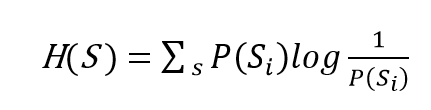 H(S) = ∑ₛ P(Sᵢ)log 1/P(Sᵢ)